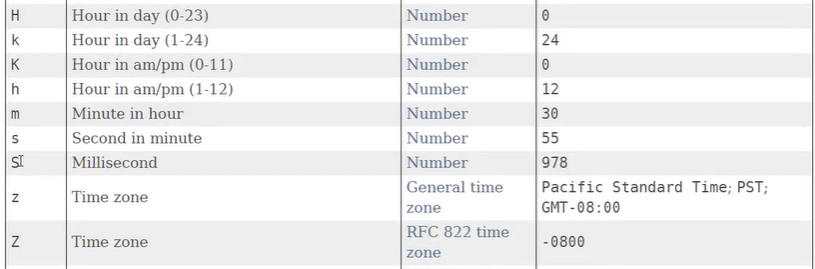 H Hour in day (0-23) Number 0
k Hour in day (1-24) Number 24
K Hour in am/pm (0-11) Number 0
h Hour in am/pm (1-12) Number 12
m Minute in hour Number 30
s Second in minute Number 55
S Millisecond Number 978
z Time zone General time zone Pacific Standard Time; PST; GMT-08:00
Z Time zone RFC 822 time zone -0800